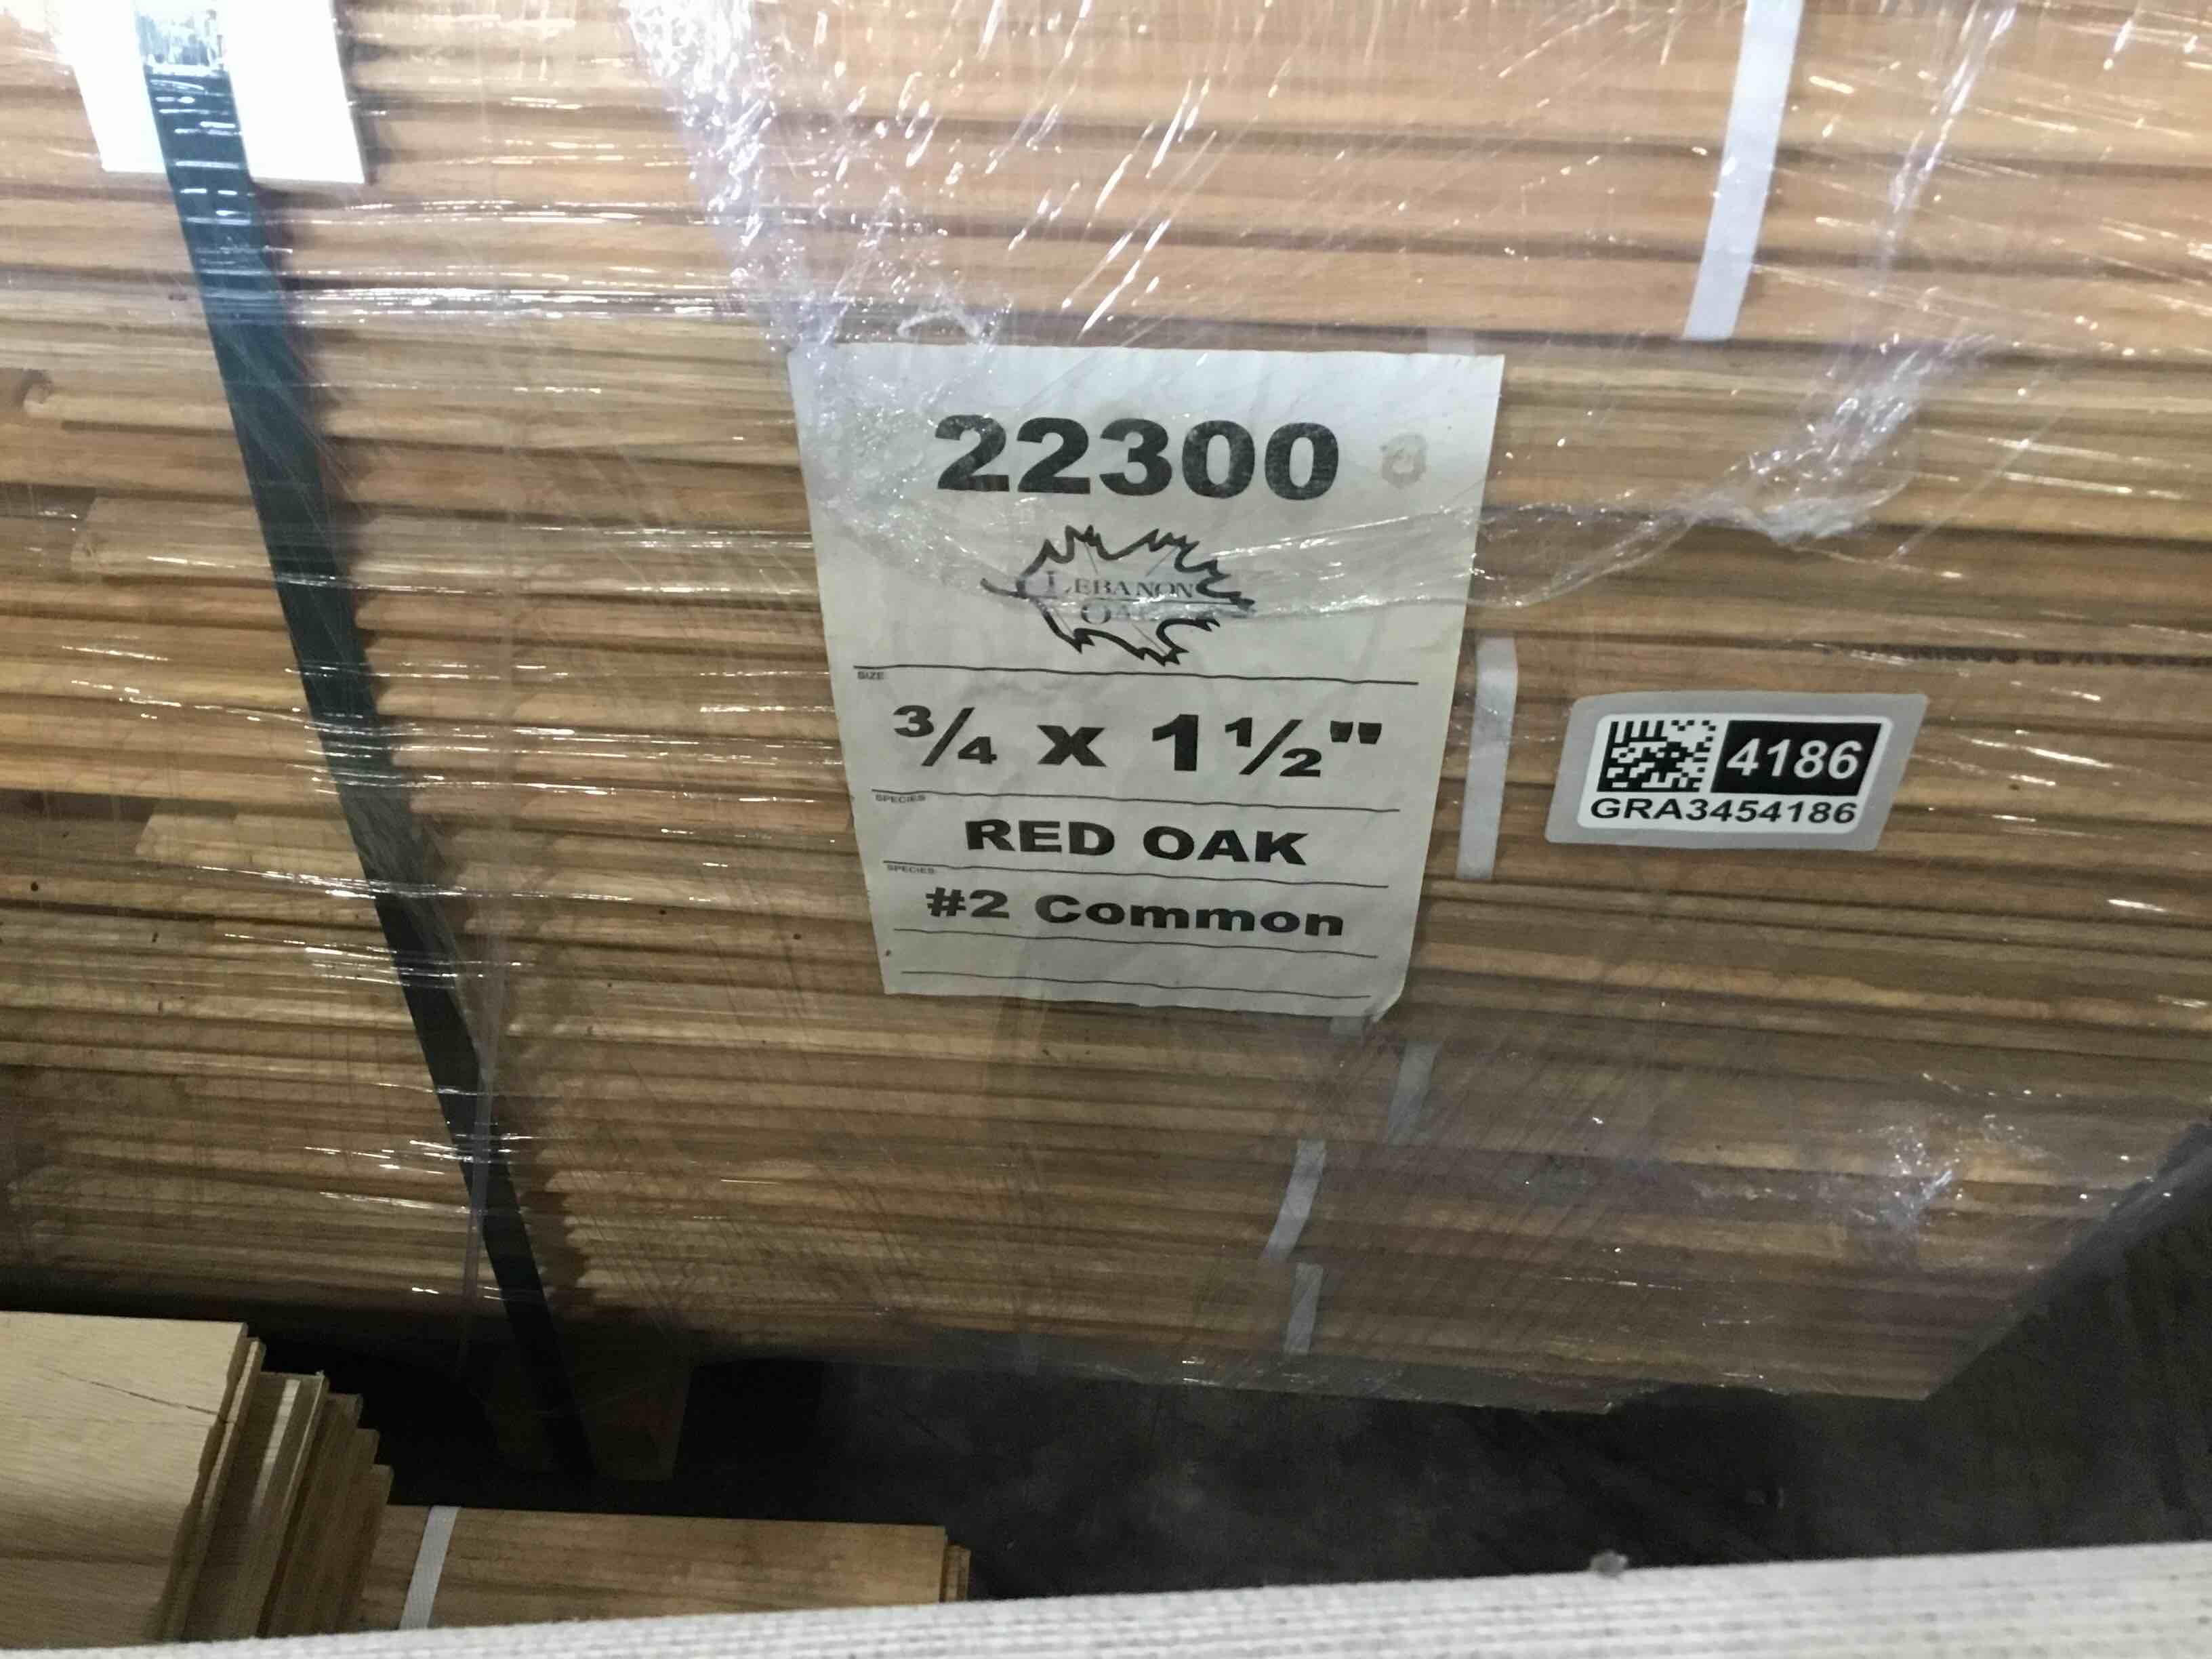 22300
LEBANON
OAK
SIZE
3/4 x 1 1/2"
SPECIES
RED OAK
SPECIES
#2 Common
4186
GRA3454186